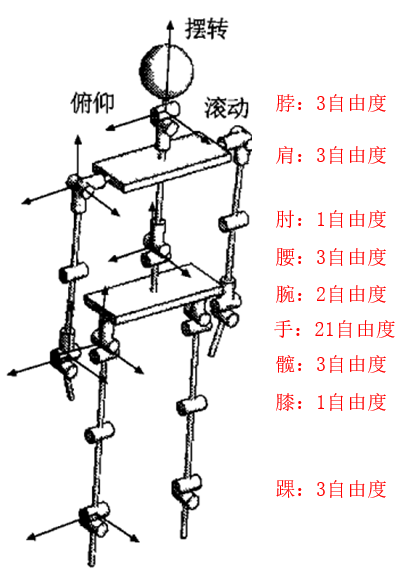 摆转
俯仰
滚动
脖：3自由度
肩：3自由度
肘：1自由度
腰：3自由度
腕：2自由度
手：21自由度
髋：3自由度
膝：1自由度
踝：3自由度